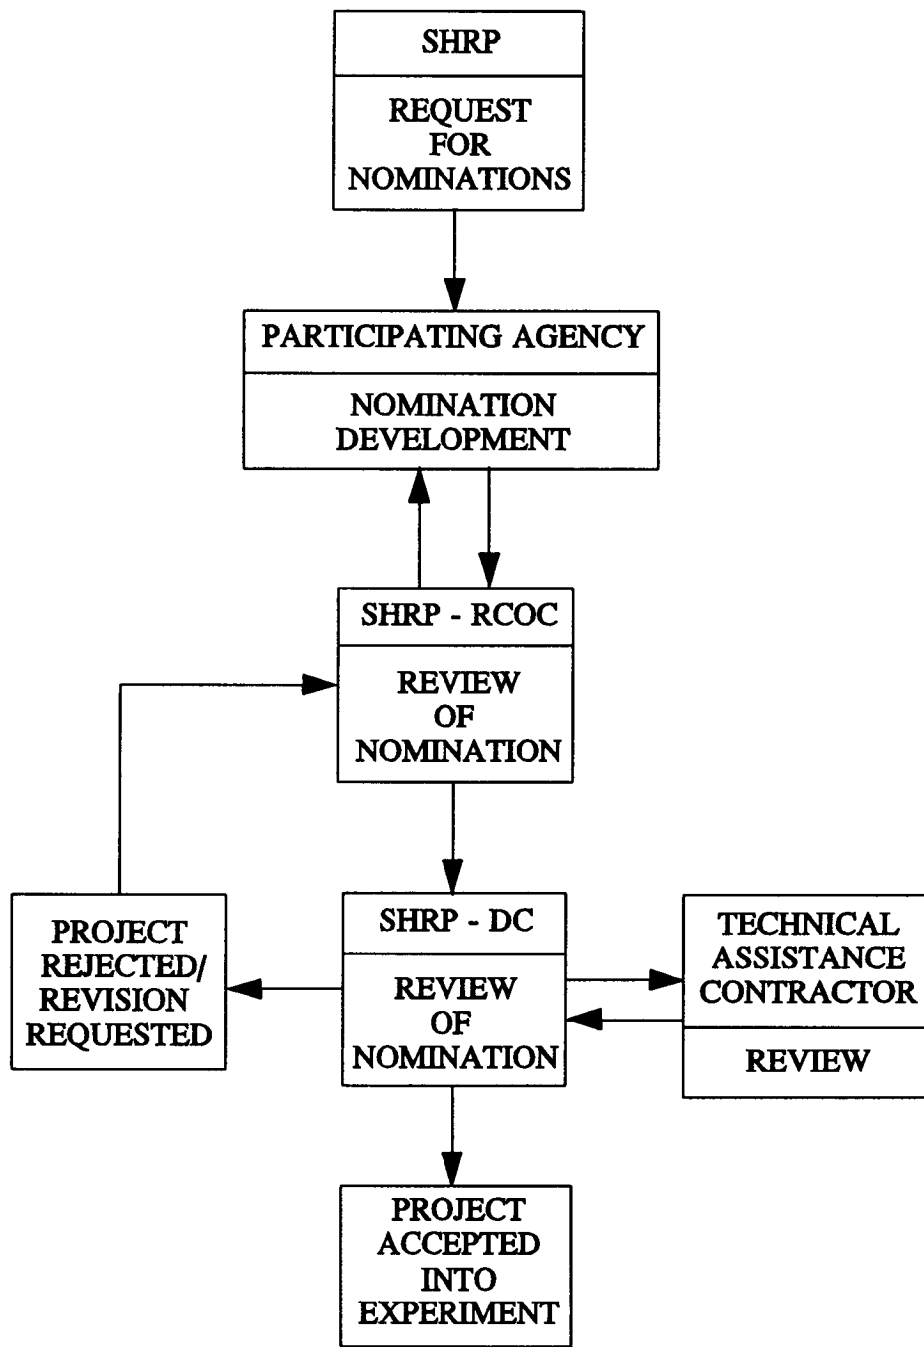 SHRP
REQUEST
FOR
NOMINATIONS
PARTICIPATING AGENCY
NOMINATION
DEVELOPMENT
SHRP - RCOC
REVIEW
OF
NOMINATION
PROJECT
REJECTED/
REVISION
REQUESTED
SHRP - DC
REVIEW
OF
NOMINATION
TECHNICAL
ASSISTANCE
CONTRACTOR
REVIEW
PROJECT
ACCEPTED
INTO
EXPERIMENT